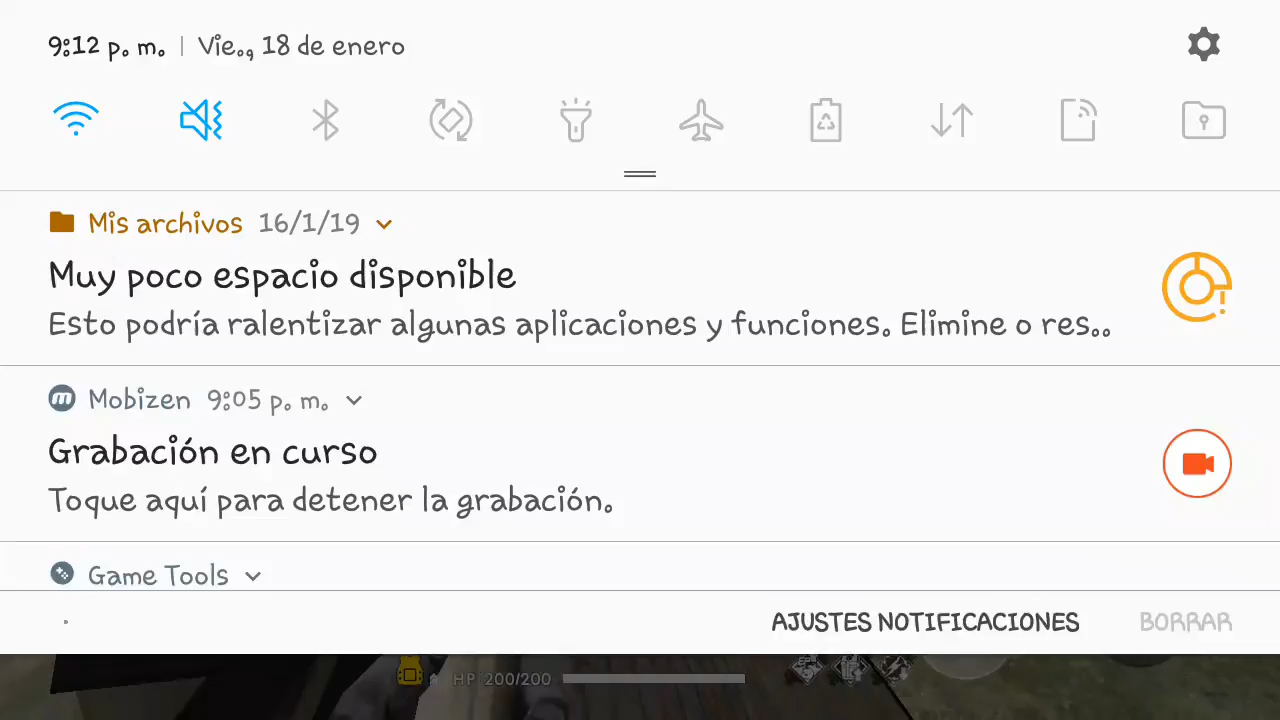 9:12 p. m. | Vie., 18 de enero
Mis archivos 16/1/19
Muy poco espacio disponible
Esto podría ralentizar algunas aplicaciones y funciones. Elimine o res..
Mobizen 9:05 p. m.
Grabación en curso
Toque aquí para detener la grabación.
Game Tools
AJUSTES NOTIFICACIONES BORRAR
HP 200/200